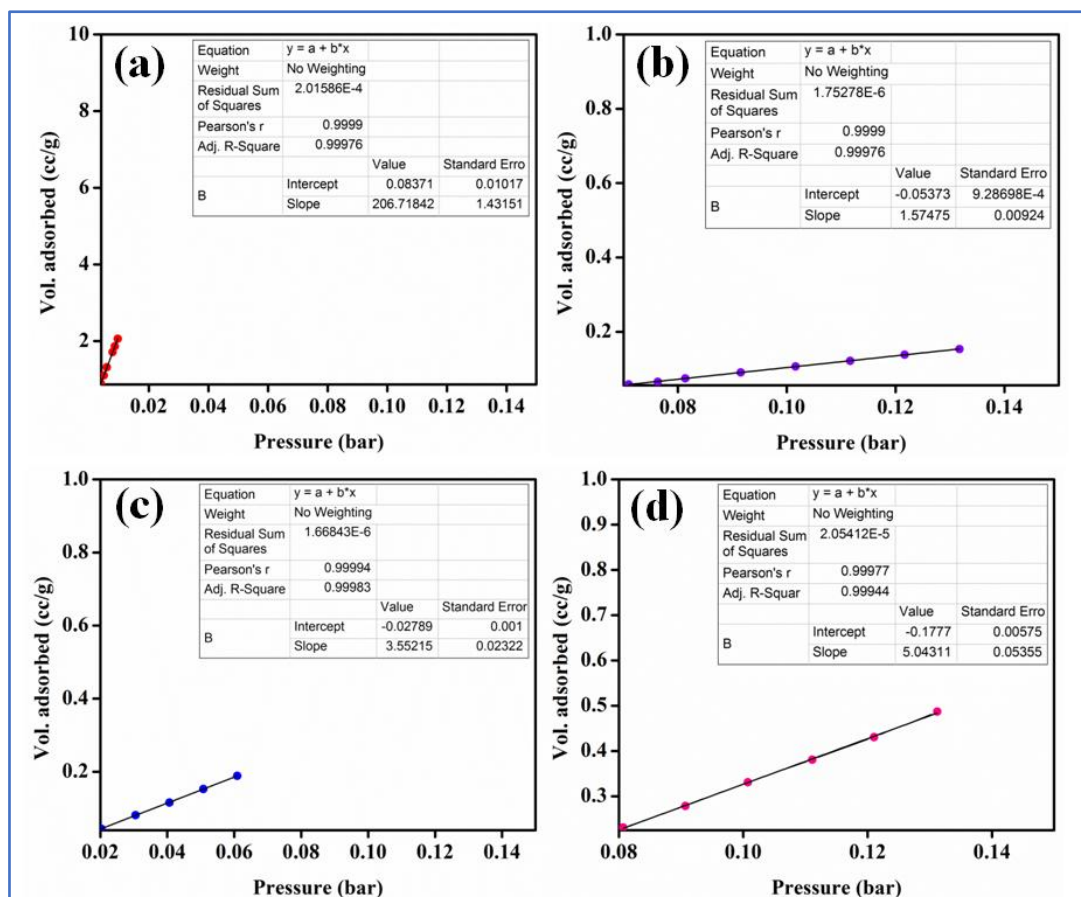 (a)
Equation y = a + b*x
Weight No Weighting
Residual Sum of Squares 2.01586E-4
Pearson's r 0.9999
Adj. R-Square 0.99976
Value Standard Erro
B Intercept 0.08371 0.01017
Slope 206.71842 1.43151
Vol. adsorbed (cc/g)
10
8
6
4
2
0.02 0.04 0.06 0.08 0.10 0.12 0.14
Pressure (bar)
(b)
Equation y = a + b*x
Weight No Weighting
Residual Sum of Squares 1.75278E-6
Pearson's r 0.9999
Adj. R-Square 0.99976
Value Standard Erro
B Intercept -0.05373 9.28698E-4
Slope 1.57475 0.00924
Vol. adsorbed (cc/g)
1.0
0.8
0.6
0.4
0.2
0.08 0.10 0.12 0.14
Pressure (bar)
(c)
Equation y = a + b*x
Weight No Weighting
Residual Sum of Squares 1.66843E-6
Pearson's r 0.99994
Adj. R-Square 0.99983
Value Standard Error
B Intercept -0.02789 0.001
Slope 3.55215 0.02322
Vol. adsorbed (cc/g)
1.0
0.8
0.6
0.4
0.2
0.02 0.04 0.06 0.08 0.10 0.12 0.14
Pressure (bar)
(d)
Equation y = a + b*x
Weight No Weighting
Residual Sum of Squares 2.05412E-5
Pearson's r 0.99977
Adj. R-Squar 0.99944
Value Standard Erro
B Intercept -0.1777 0.00575
Slope 5.04311 0.05355
Vol. adsorbed (cc/g)
1.0
0.9
0.8
0.7
0.6
0.5
0.4
0.3
0.08 0.10 0.12 0.14
Pressure (bar)